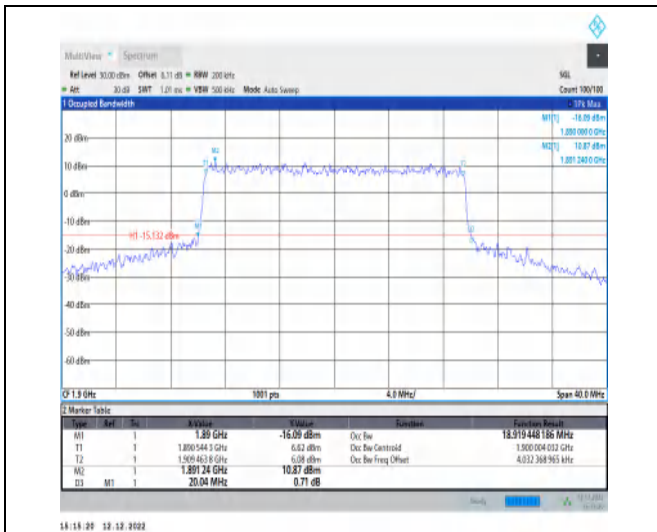 MultiView Spectrum
Ref Level 30.00 dBm Offset 8.11 dB RBW 200 kHz SGL
Att 30 dB SWT 1.01 ms VBW 500 kHz Mode Auto Sweep Count 100/100
1 Occupied Bandwidth 1Pk Max
M1[1] -16.09 dBm
1.890 000 0 GHz
M2[1] 10.87 dBm
1.891 240 0 GHz
20 dBm
M2
10 dBm
0 dBm
-10 dBm
M1
H1 -15.132 dBm
-20 dBm
-30 dBm
-40 dBm
-50 dBm
-60 dBm
CF 1.9 GHz 1001 pts 4.0 MHz/ Span 40.0 MHz
2 Marker Table
Type Ref Trc X-Value Y-Value Function Function Result
M1 1 1.89 GHz -16.09 dBm Occ Bw 18.919 448 186 MHz
T1 1 1.890 544 3 GHz 6.62 dBm Occ Bw Centroid 1.900 004 032 GHz
T2 1 1.909 463 8 GHz 6.08 dBm Occ Bw Freq Offset 4.032 368 965 kHz
M2 1 1.891 24 GHz 10.87 dBm
D3 M1 1 20.04 MHz 0.71 dB
Ready
15:15:20 12.12.2022